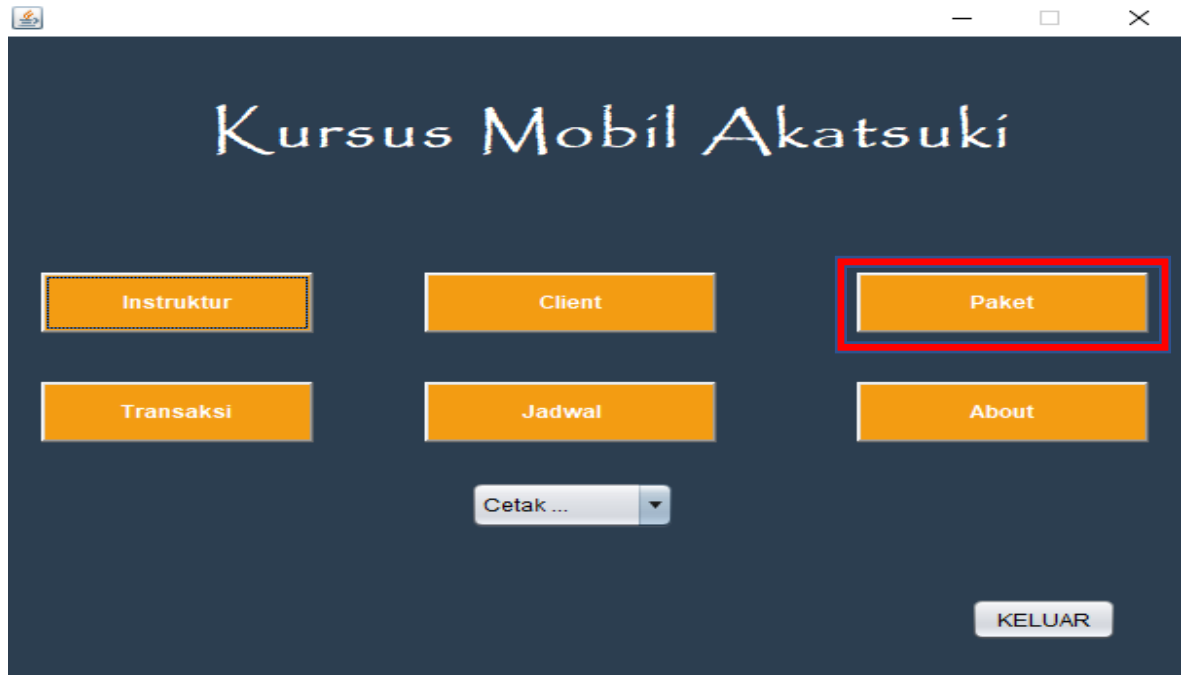 Kursus Mobil Akatsuki
Instruktur
Client
Paket
Transaksi
Jadwal
About
Cetak ...
KELUAR